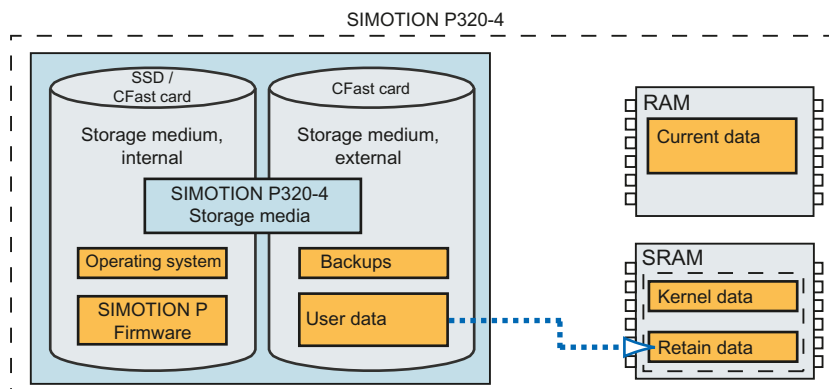 SIMOTION P320-4
SSD /
CFast card
CFast card
Storage medium,
internal
Storage medium,
external
SIMOTION P320-4
Storage media
Operating system
Backups
SIMOTION P
Firmware
User data
RAM
Current data
SRAM
Kernel data
Retain data